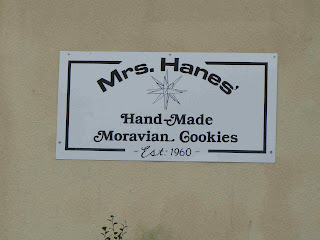 Mrs. Hanes'
Hand-Made
Moravian Cookies
- Est. 1960 -